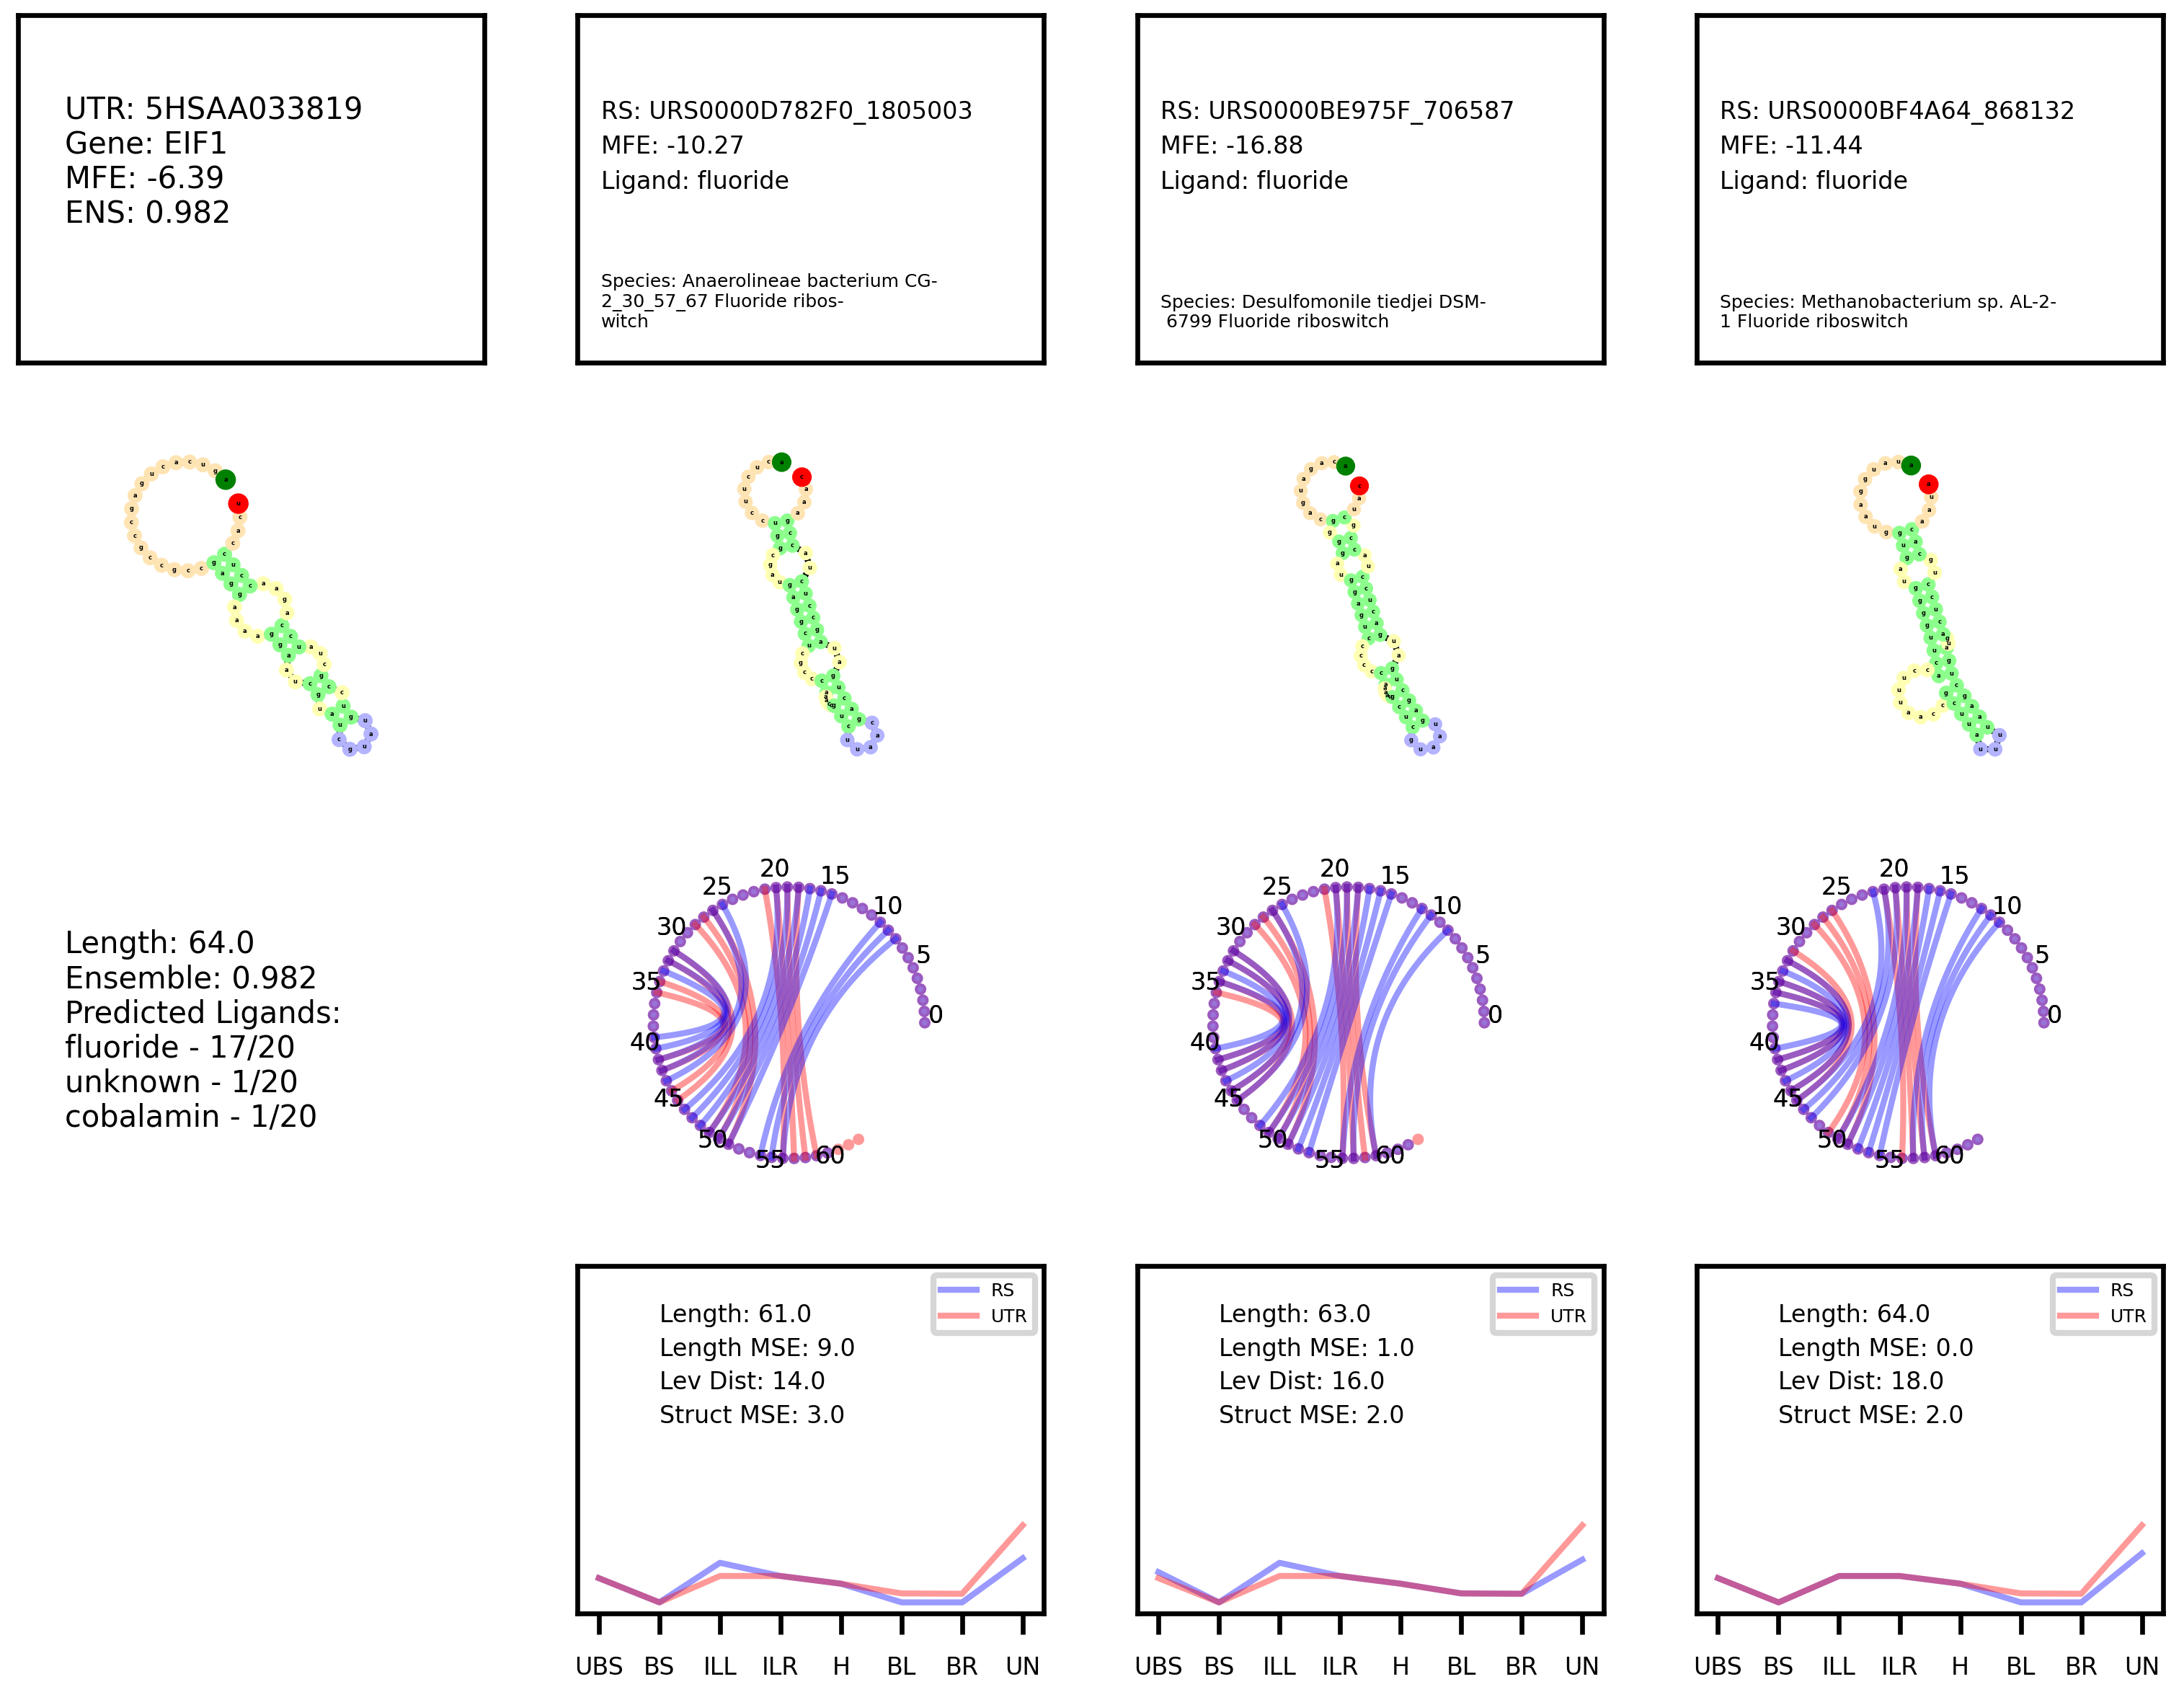 UTR: 5HSAA033819
Gene: EIF1
MFE: -6.39
ENS: 0.982
RS: URS0000D782F0_1805003
MFE: -10.27
Ligand: fluoride
Species: Anaerolineae bacterium CG-
2_30_57_67 Fluoride ribos-
witch
RS: URS0000BE975F_706587
MFE: -16.88
Ligand: fluoride
Species: Desulfomonile tiedjei DSM-
6799 Fluoride riboswitch
RS: URS0000BF4A64_868132
MFE: -11.44
Ligand: fluoride
Species: Methanobacterium sp. AL-2-
1 Fluoride riboswitch
Length: 64.0
Ensemble: 0.982
Predicted Ligands:
fluoride - 17/20
unknown - 1/20
cobalamin - 1/20
0
5
10
15
20
25
30
35
40
45
50
55
60
0
5
10
15
20
25
30
35
40
45
50
55
60
0
5
10
15
20
25
30
35
40
45
50
55
60
RS
UTR
Length: 61.0
Length MSE: 9.0
Lev Dist: 14.0
Struct MSE: 3.0
UBS BS ILL ILR H BL BR UN
RS
UTR
Length: 63.0
Length MSE: 1.0
Lev Dist: 16.0
Struct MSE: 2.0
UBS BS ILL ILR H BL BR UN
RS
UTR
Length: 64.0
Length MSE: 0.0
Lev Dist: 18.0
Struct MSE: 2.0
UBS BS ILL ILR H BL BR UN